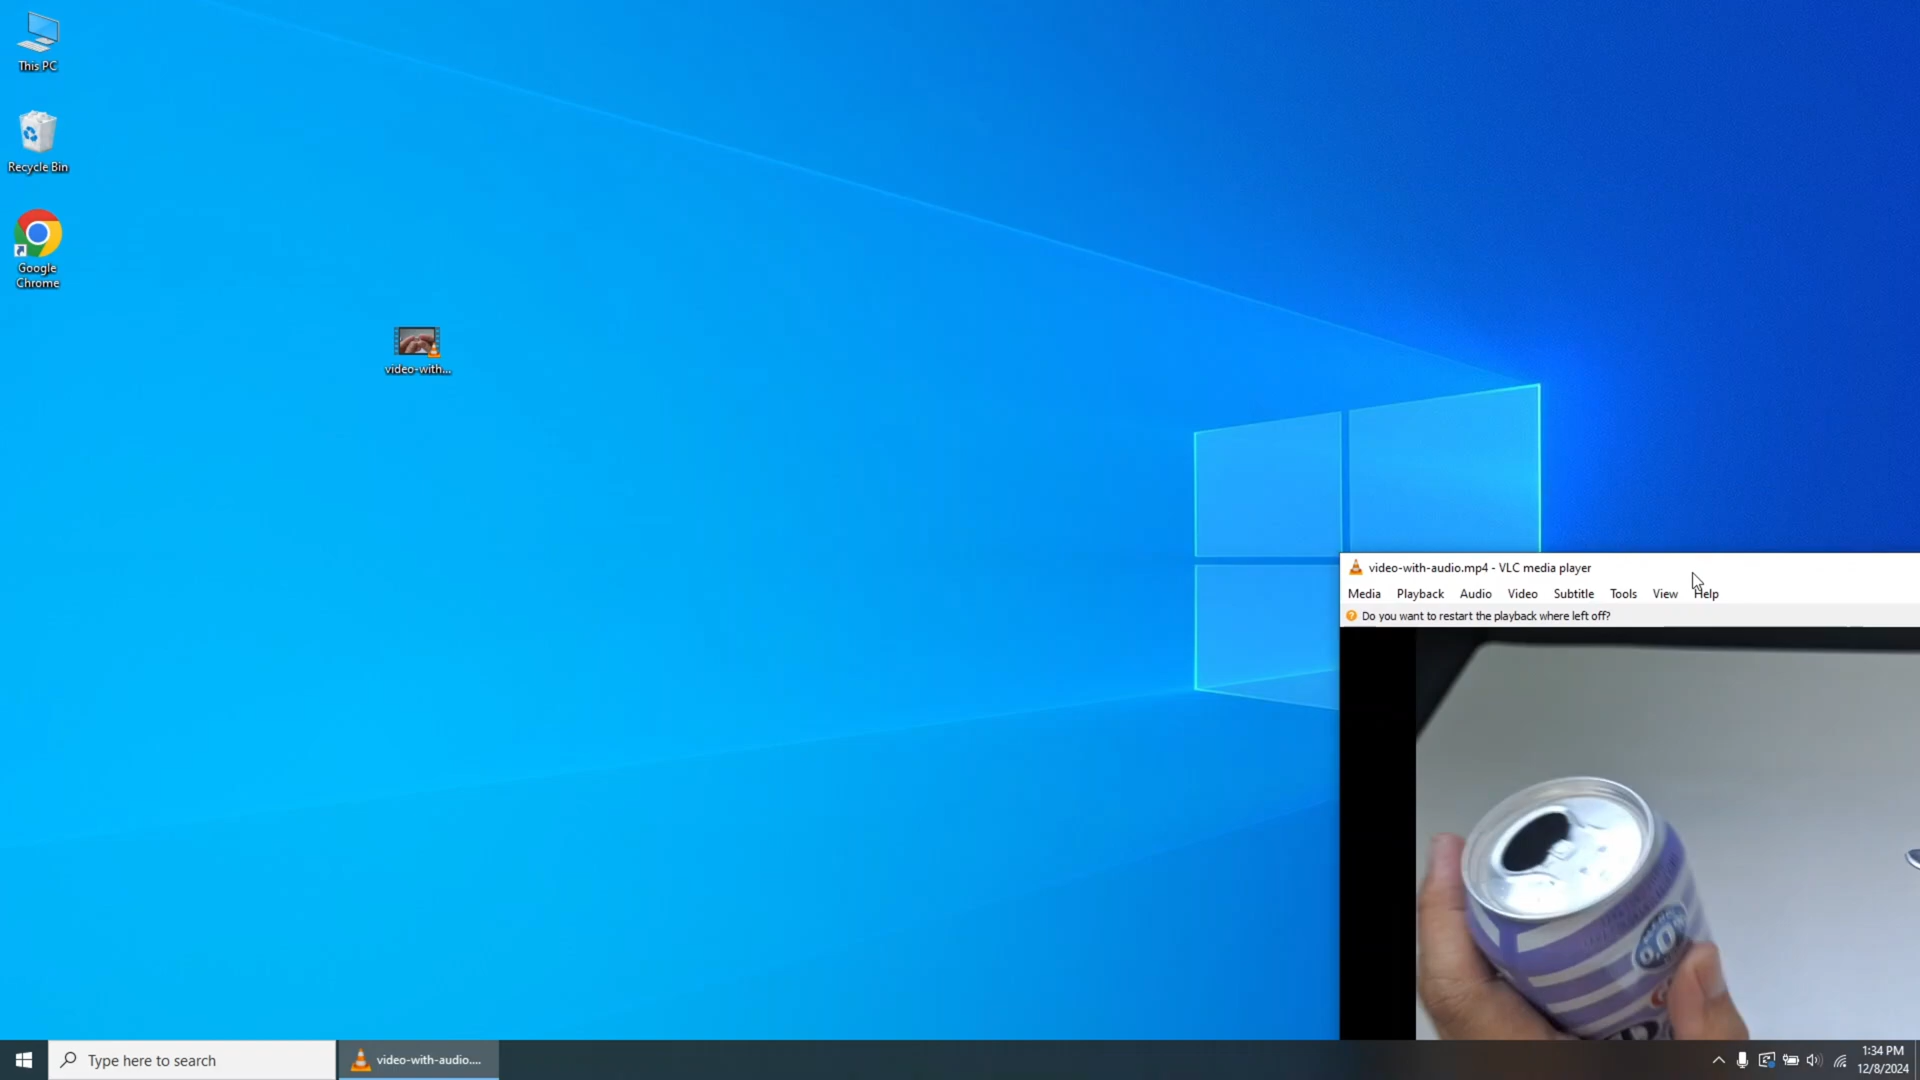 This PC
Recycle Bin
Google
Chrome
video-with...
video-with-audio.mp4 - VLC media player
Media Playback Audio Video Subtitle Tools View Help
Do you want to restart the playback where left off?
0.0%
Type here to search
video-with-audio....
1:34 PM
12/8/2024